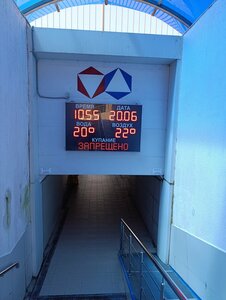 ВРЕМЯ ДАТА
10:55 20.06
ВОДА ВОЗДУХ
20° 22°
КУПАНИЕ
ЗАПРЕЩЕНО